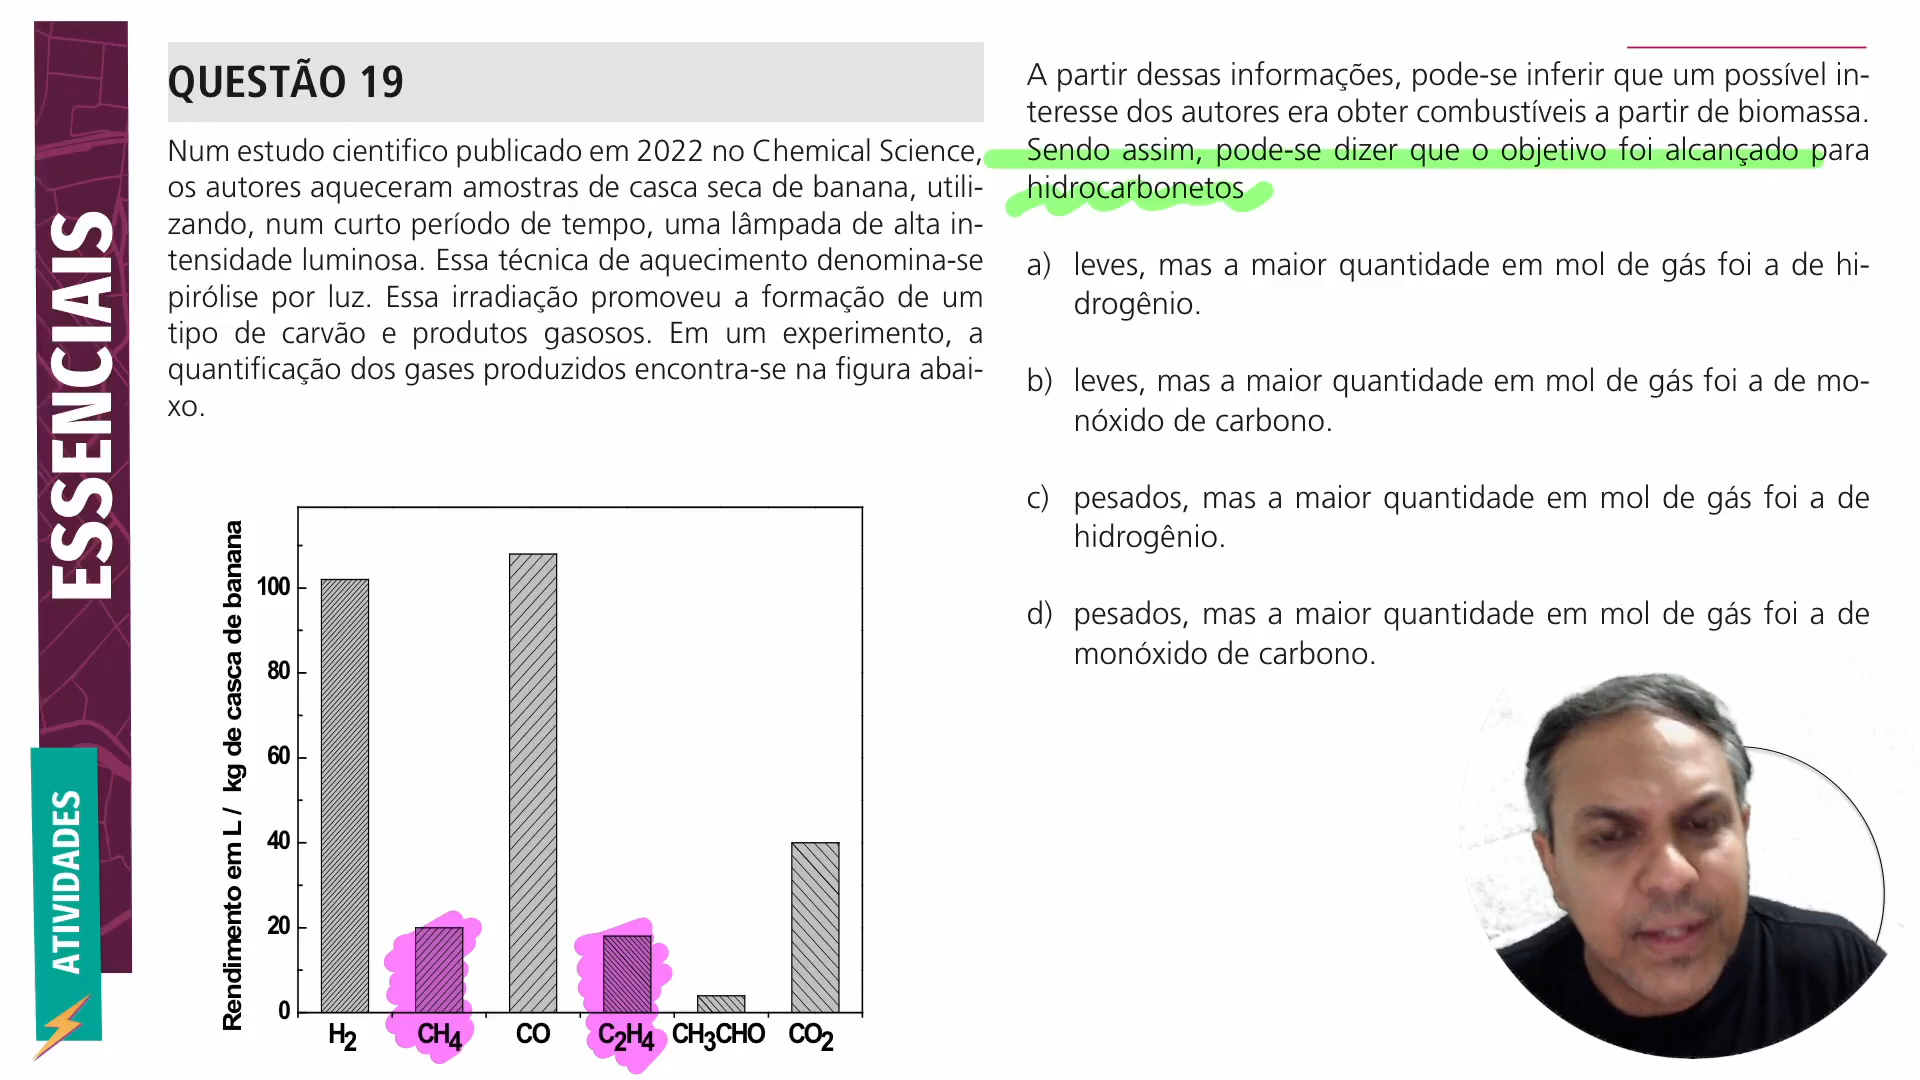 ESSENCIAIS
ATIVIDADES
QUESTÃO 19
Num estudo cientifico publicado em 2022 no Chemical Science,
os autores aqueceram amostras de casca seca de banana, utili-
zando, num curto período de tempo, uma lâmpada de alta in-
tensidade luminosa. Essa técnica de aquecimento denomina-se
pirólise por luz. Essa irradiação promoveu a formação de um
tipo de carvão e produtos gasosos. Em um experimento, a
quantificação dos gases produzidos encontra-se na figura abai-
xo.
Rendimento em L / kg de casca de banana
100
80
60
40
20
0
H2 CH4 CO C2H4 CH3CHO CO2
A partir dessas informações, pode-se inferir que um possível in-
teresse dos autores era obter combustíveis a partir de biomassa.
Sendo assim, pode-se dizer que o objetivo foi alcançado para
hidrocarbonetos
a) leves, mas a maior quantidade em mol de gás foi a de hi-
drogênio.
b) leves, mas a maior quantidade em mol de gás foi a de mo-
nóxido de carbono.
c) pesados, mas a maior quantidade em mol de gás foi a de
hidrogênio.
d) pesados, mas a maior quantidade em mol de gás foi a de
monóxido de carbono.